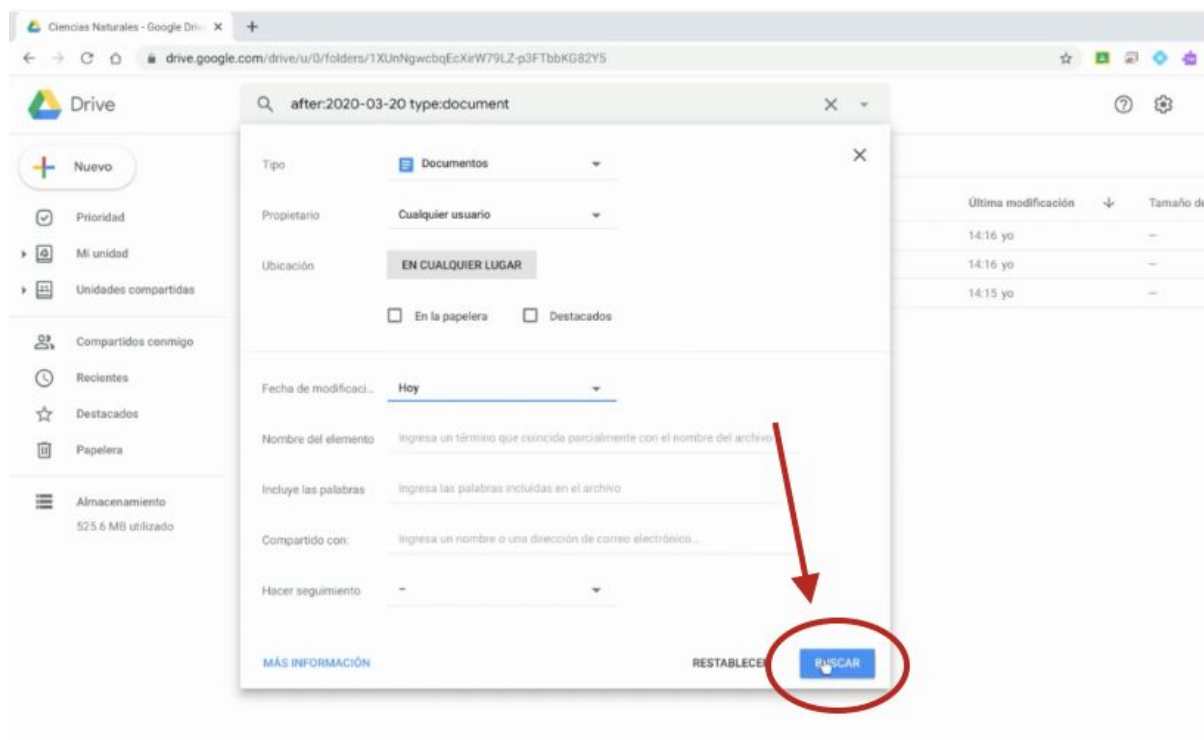 Ciencias Naturales - Google Driv
drive.google.com/drive/u/0/folders/1XUnNgwcbqEcXirW79LZ-p3FTbbKG82Y5
Drive
after:2020-03-20 type:document
Nuevo
Prioridad
Mi unidad
Unidades compartidas
Compartidos conmigo
Recientes
Destacados
Papelera
Almacenamiento
525.6 MB utilizado
Tipo Documentos
Propietario Cualquier usuario
Ubicación EN CUALQUIER LUGAR
En la papelera Destacados
Fecha de modificaci... Hoy
Nombre del elemento Ingresa un término que coincida parcialmente con el nombre del archivo
Incluye las palabras Ingresa las palabras incluidas en el archivo
Compartido con: Ingresa un nombre o una dirección de correo electrónico...
Hacer seguimiento -
MÁS INFORMACIÓN RESTABLECER BUSCAR
Última modificación Tamaño de
14:16 yo —
14:16 yo —
14:15 yo —